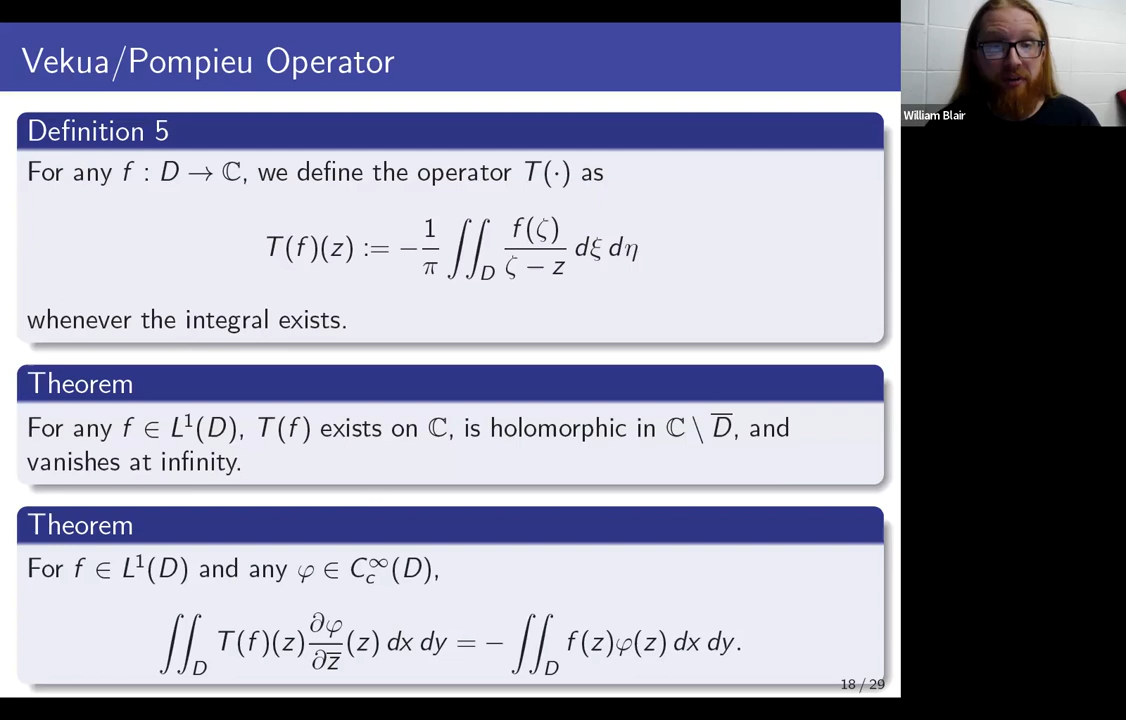 Vekua/Pompieu Operator
William Blair
Definition 5
For any f : D → ℂ, we define the operator T(·) as
T(f)(z) := −1/π ∬_D f(ζ)/(ζ − z) dξ dη
whenever the integral exists.
Theorem
For any f ∈ L¹(D), T(f) exists on ℂ, is holomorphic in ℂ \ D̅, and
vanishes at infinity.
Theorem
For f ∈ L¹(D) and any φ ∈ C_c^∞(D),
∬_D T(f)(z) ∂φ/∂z̅ (z) dx dy = − ∬_D f(z)φ(z) dx dy.
18 / 29